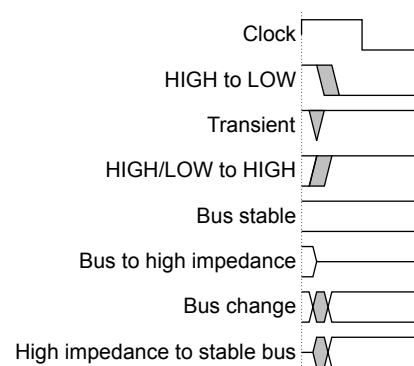 Clock
HIGH to LOW
Transient
HIGH/LOW to HIGH
Bus stable
Bus to high impedance
Bus change
High impedance to stable bus